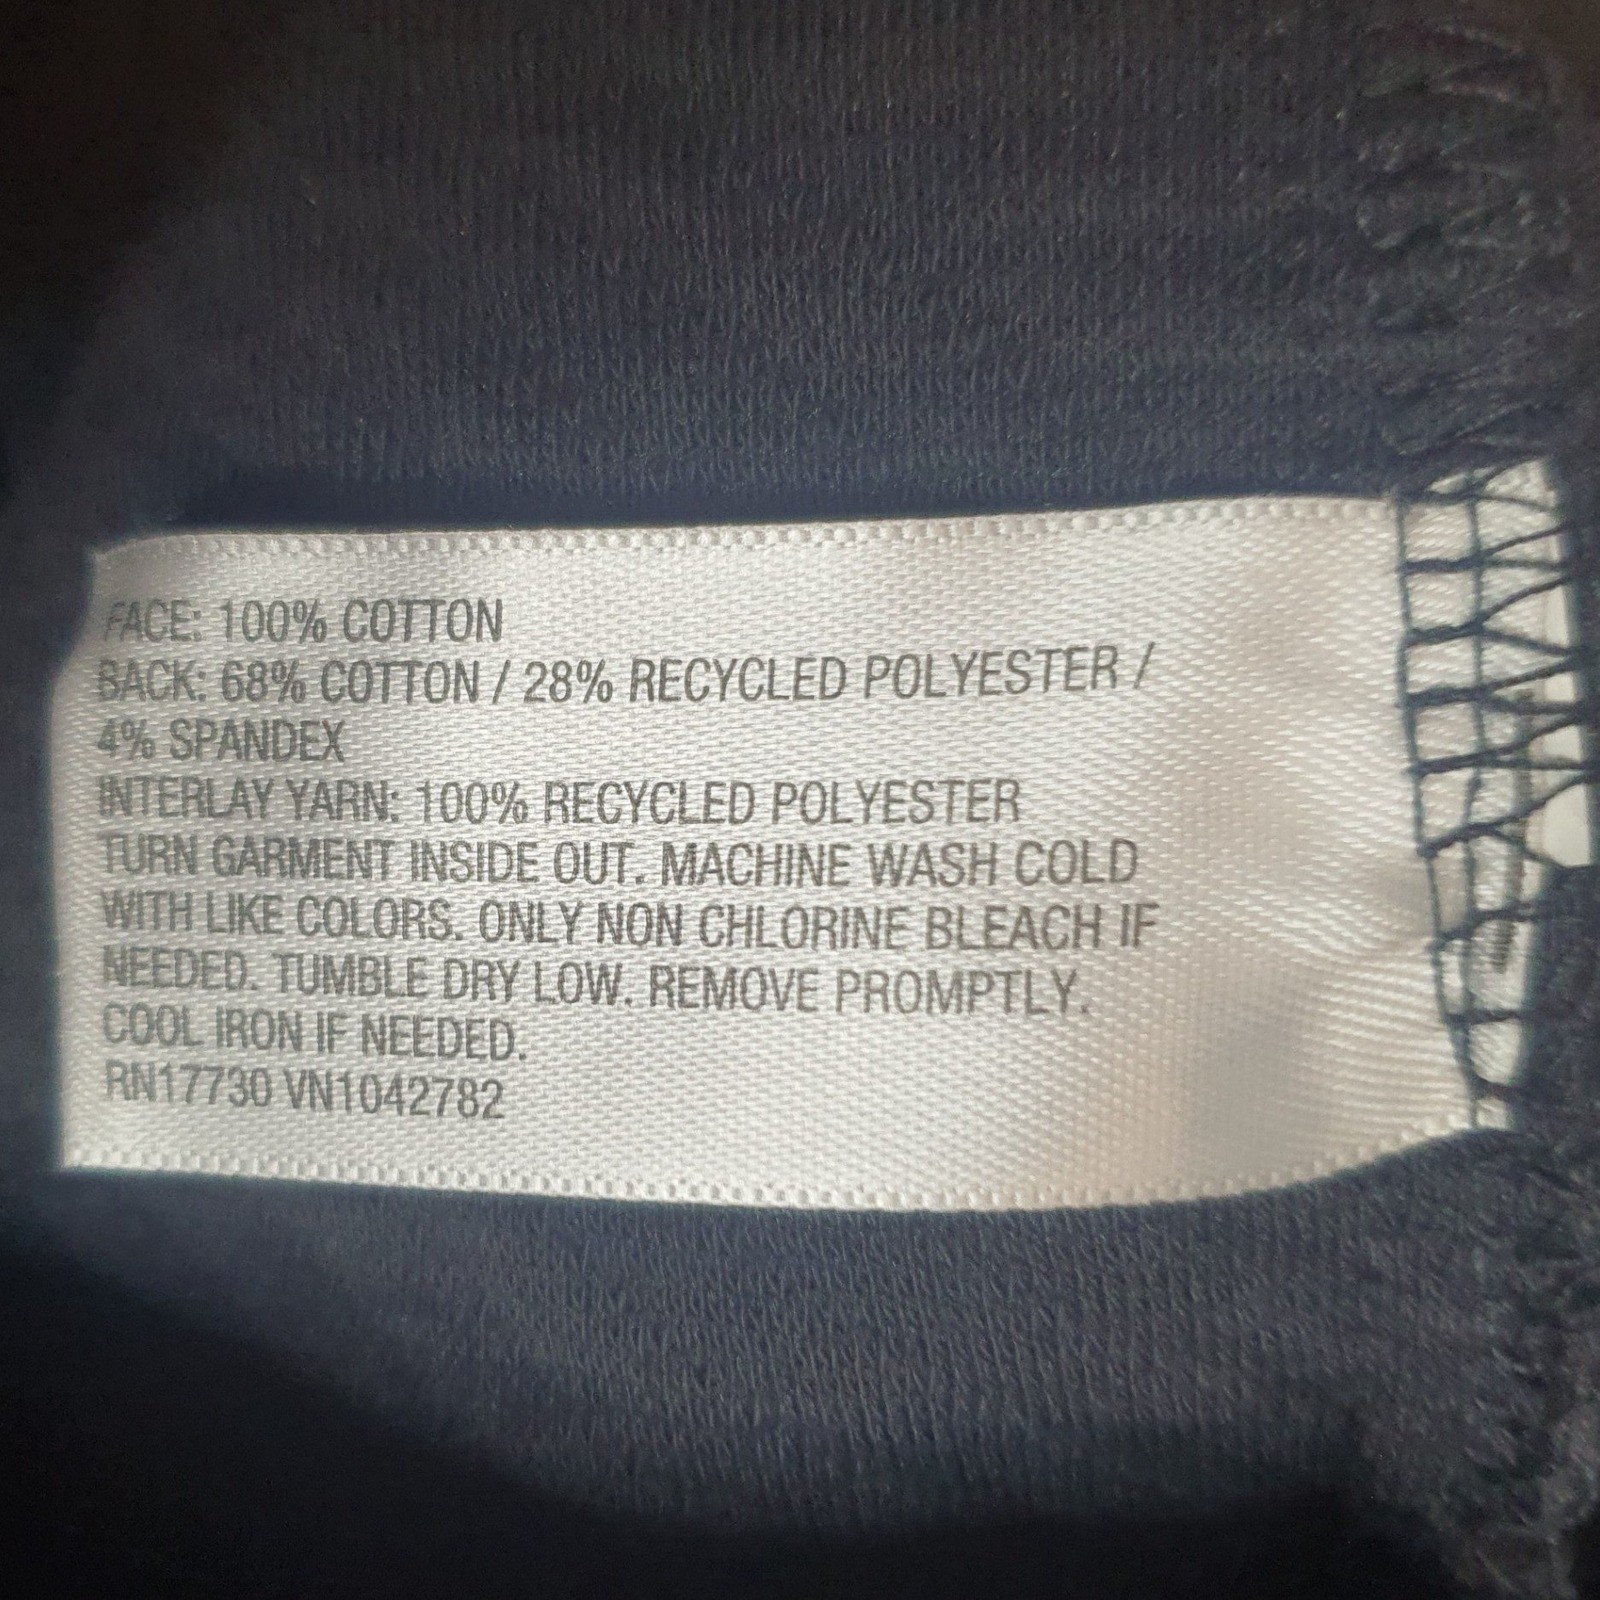 FACE: 100% COTTON
BACK: 68% COTTON / 28% RECYCLED POLYESTER /
4% SPANDEX
INTERLAY YARN: 100% RECYCLED POLYESTER
TURN GARMENT INSIDE OUT. MACHINE WASH COLD
WITH LIKE COLORS. ONLY NON CHLORINE BLEACH IF
NEEDED. TUMBLE DRY LOW. REMOVE PROMPTLY.
COOL IRON IF NEEDED.
RN17730 VN1042782